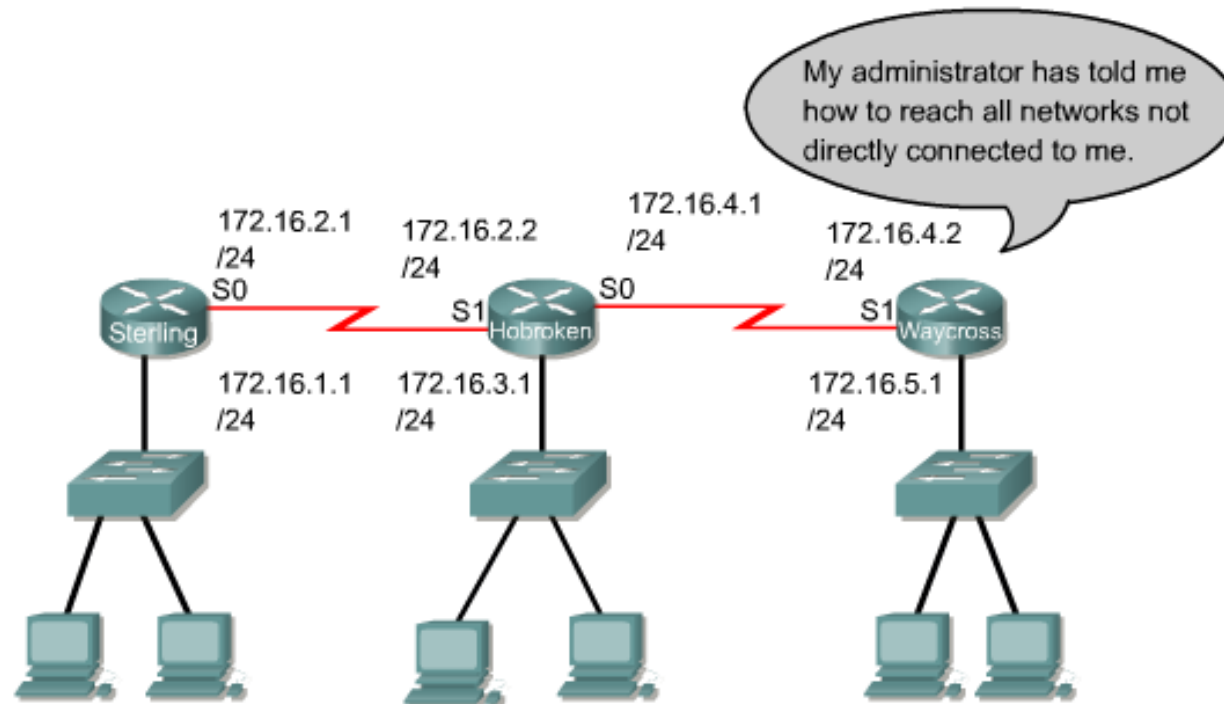 My administrator has told me
how to reach all networks not
directly connected to me.
172.16.2.1
/24
172.16.2.2
/24
172.16.4.1
/24
172.16.4.2
/24
S0
S1
S0
S1
Sterling
Hobroken
Waycross
172.16.1.1
/24
172.16.3.1
/24
172.16.5.1
/24